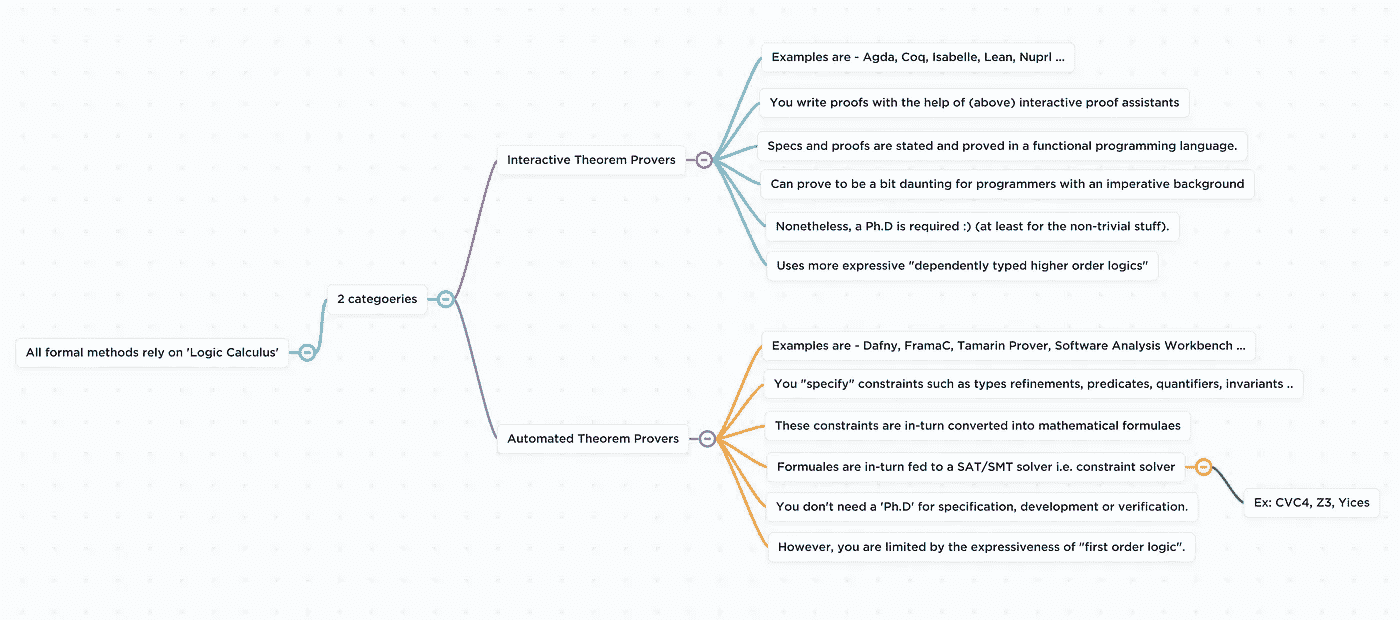 All formal methods rely on 'Logic Calculus'
2 categoeries
Interactive Theorem Provers
Examples are - Agda, Coq, Isabelle, Lean, Nuprl ...
You write proofs with the help of (above) interactive proof assistants
Specs and proofs are stated and proved in a functional programming language.
Can prove to be a bit daunting for programmers with an imperative background
Nonetheless, a Ph.D is required :) (at least for the non-trivial stuff).
Uses more expressive "dependently typed higher order logics"
Automated Theorem Provers
Examples are - Dafny, FramaC, Tamarin Prover, Software Analysis Workbench ...
You "specify" constraints such as types refinements, predicates, quantifiers, invariants ..
These constraints are in-turn converted into mathematical formulaes
Formuales are in-turn fed to a SAT/SMT solver i.e. constraint solver
Ex: CVC4, Z3, Yices
You don't need a 'Ph.D' for specification, development or verification.
However, you are limited by the expressiveness of "first order logic".